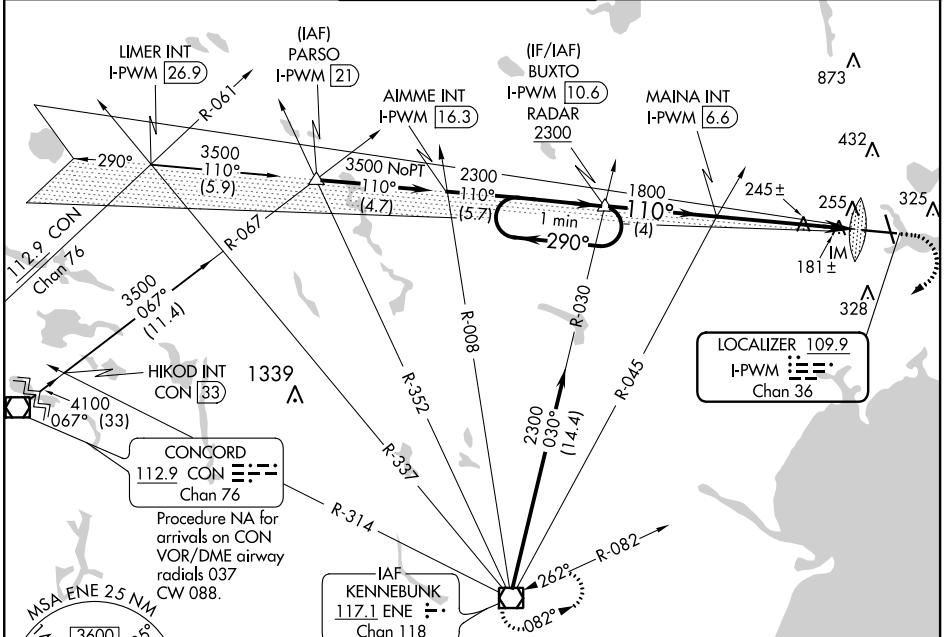 (IAF)
PARSO
I-PWM 21
LIMER INT
I-PWM 26.9
(IF/IAF)
BUXTO
I-PWM 10.6
RADAR
2300
AIMME INT
I-PWM 16.3
MAINA INT
I-PWM 6.6
873
432
325
255
245±
181±
328
IM
R-061
290°
3500
110°
(5.9)
3500 NoPT
110°
(4.7)
2300
110°
(5.7)
1800
110°
(4)
1 min
290°
112.9 CON
Chan 76
R-067
3500
067°
(11.4)
HIKOD INT
CON 33
1339
4100
067° (33)
R-337
R-352
R-008
R-030
R-045
2300
030°
(14.4)
LOCALIZER 109.9
I-PWM
Chan 36
CONCORD
112.9 CON
Chan 76
Procedure NA for
arrivals on CON
VOR/DME airway
radials 037
CW 088.
R-314
R-082
262°
082°
IAF
KENNEBUNK
117.1 ENE
Chan 118
MSA ENE 25 NM
3600